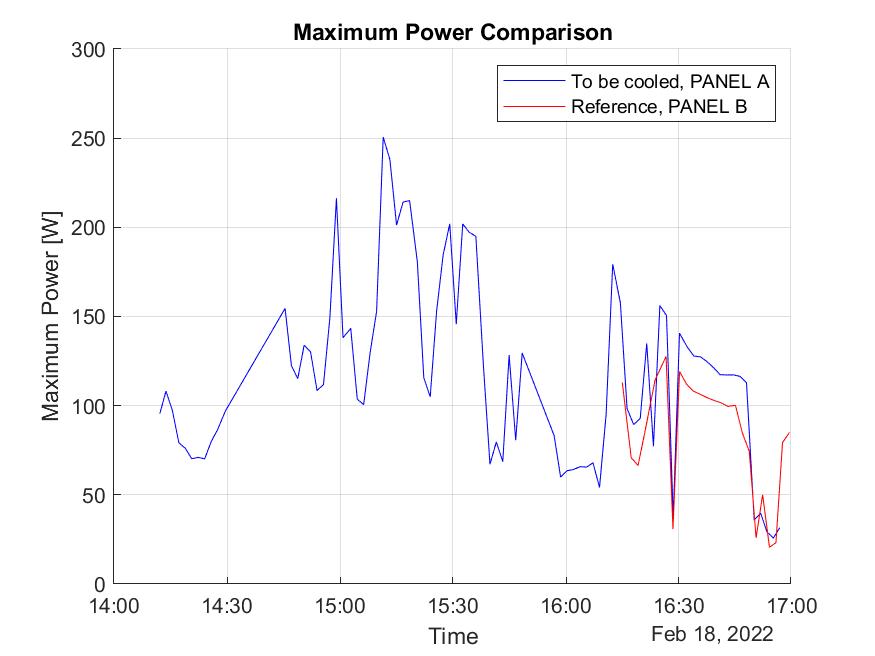 Maximum Power Comparison
To be cooled, PANEL A
Reference, PANEL B
Maximum Power [W]
300
250
200
150
100
50
0
14:00 14:30 15:00 15:30 16:00 16:30 17:00
Time
Feb 18, 2022